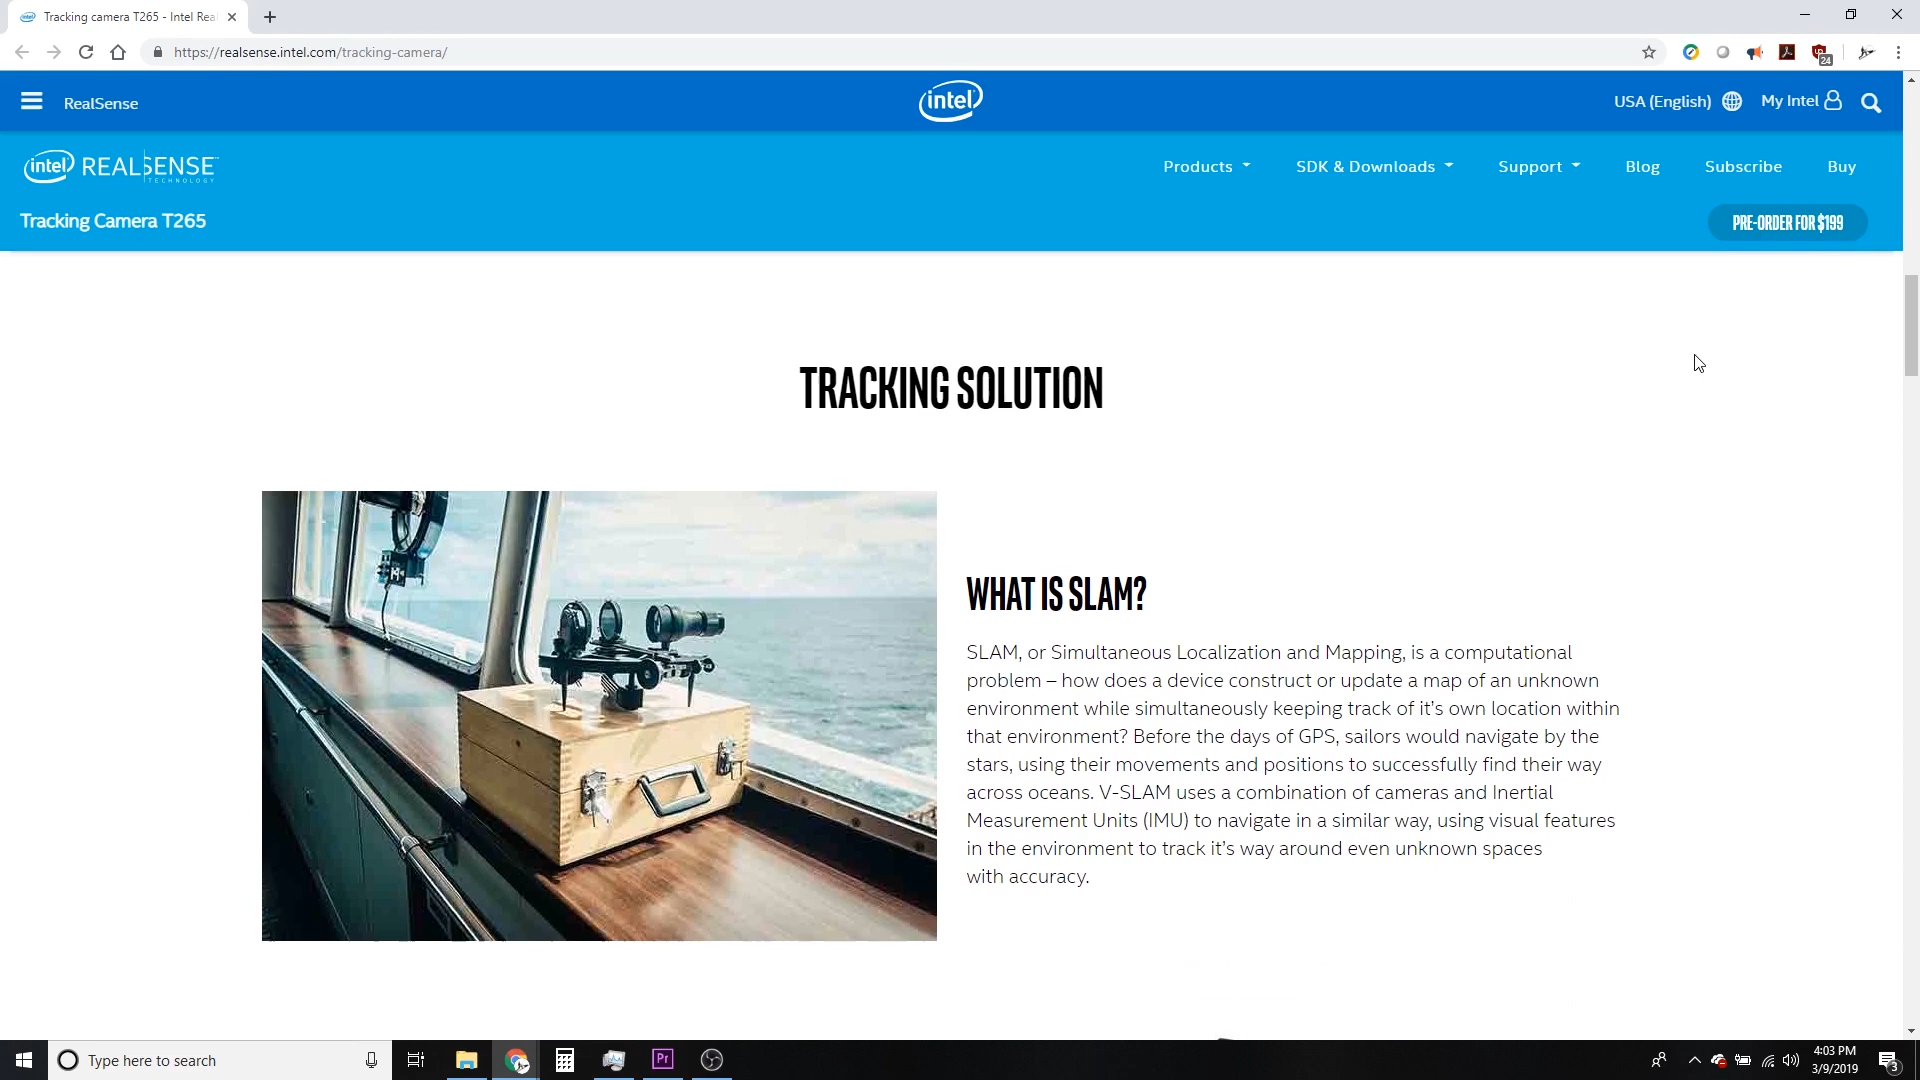 Tracking camera T265 - Intel Rea
https://realsense.intel.com/tracking-camera/
24
RealSense
intel
USA (English)
My Intel
intel REALSENSE
TECHNOLOGY
Products
SDK & Downloads
Support
Blog
Subscribe
Buy
Tracking Camera T265
PRE-ORDER FOR $199
TRACKING SOLUTION
WHAT IS SLAM?
SLAM, or Simultaneous Localization and Mapping, is a computational
problem – how does a device construct or update a map of an unknown
environment while simultaneously keeping track of it's own location within
that environment? Before the days of GPS, sailors would navigate by the
stars, using their movements and positions to successfully find their way
across oceans. V-SLAM uses a combination of cameras and Inertial
Measurement Units (IMU) to navigate in a similar way, using visual features
in the environment to track it's way around even unknown spaces
with accuracy.
Type here to search
Pr
4:03 PM
3/9/2019
3